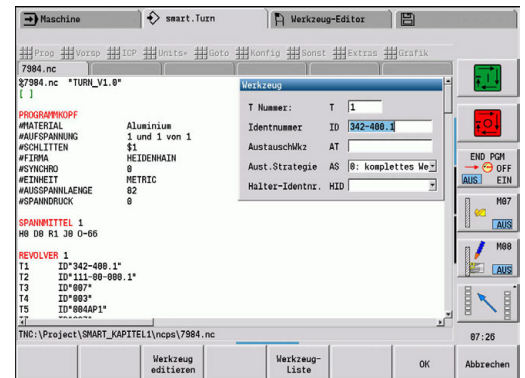 Maschine
smart.Turn
Werkzeug-Editor
Prog Vorsp ICP Units+ Goto Konfig Sonst Extras Grafik
7984.nc
%7984.nc "TURN_V1.0"
[ ]
PROGRAMMKOPF
#MATERIAL Aluminium
#AUFSPANNUNG 1 und 1 von 1
#SCHLITTEN $1
#FIRMA HEIDENHAIN
#SYNCHRO 0
#EINHEIT METRIC
#AUSSPANNLAENGE 82
#SPANNDRUCK 0
SPANNMITTEL 1
H0 D0 R1 J0 O-66
REVOLVER 1
T1 ID"342-400.1"
T2 ID"111-80-080.1"
T3 ID"007"
T4 ID"003"
T5 ID"804AP1"
TNC:\Project\SMART_KAPITEL1\ncps\7984.nc
Werkzeug
T Nummer: T 1
Identnummer ID 342-400.1
AustauschWkz AT
Aust.Strategie AS 0: komplettes We
Halter-Identnr. HID
END PGM
OFF
AUS EIN
M07
AUS
M08
AUS
07:26
Werkzeug
editieren
Werkzeug-
Liste
OK
Abbrechen